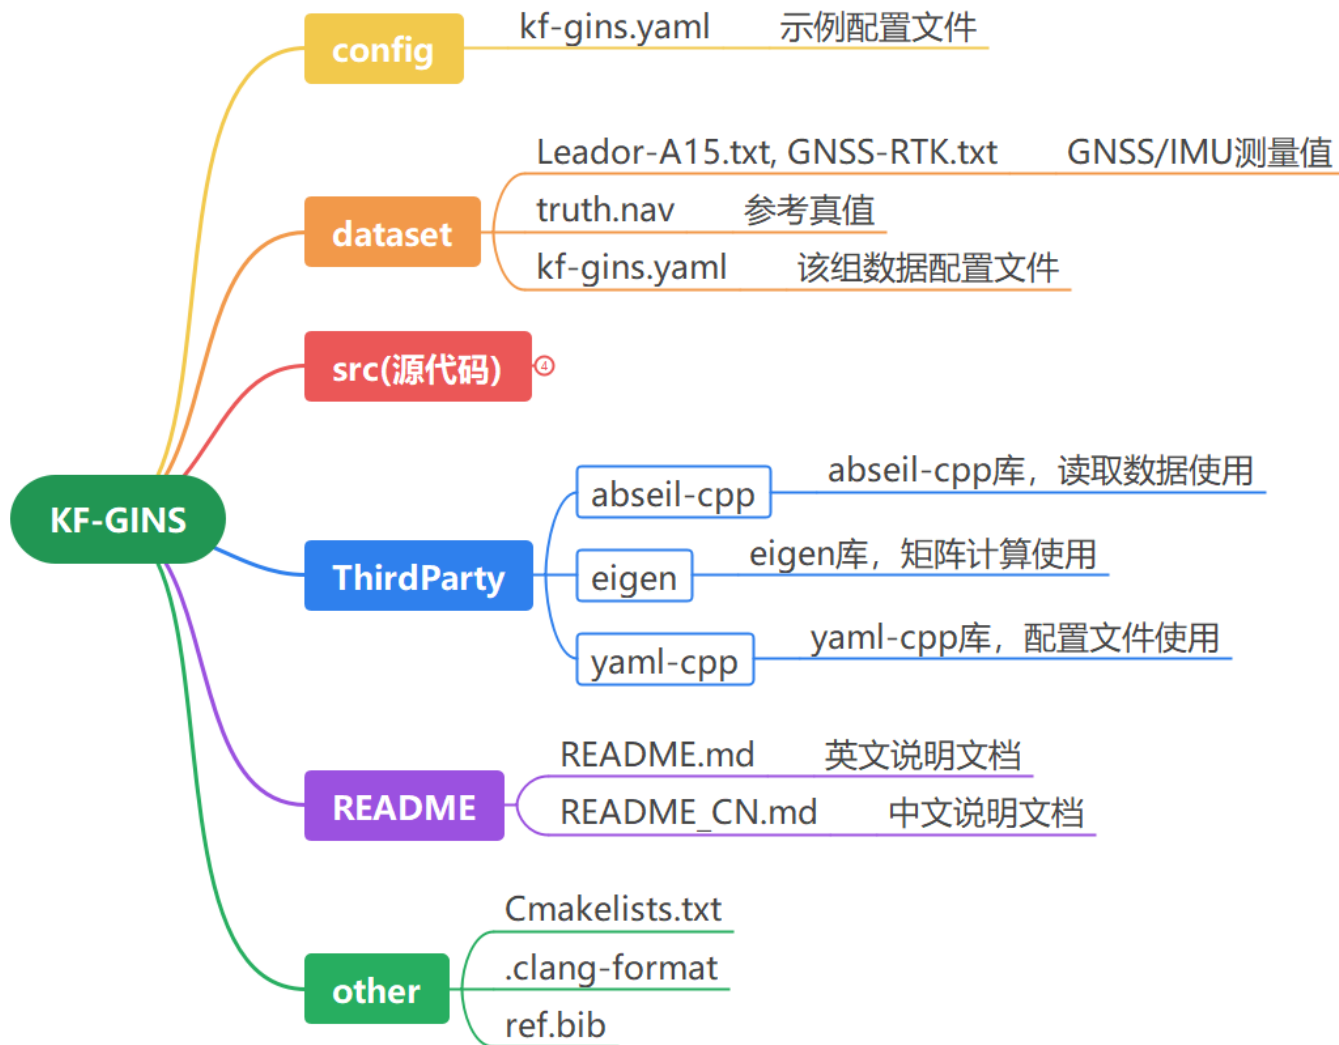 KF-GINS
config
kf-gins.yaml 示例配置文件
dataset
Leador-A15.txt, GNSS-RTK.txt GNSS/IMU测量值
truth.nav 参考真值
kf-gins.yaml 该组数据配置文件
src(源代码) 4
ThirdParty
abseil-cpp abseil-cpp库，读取数据使用
eigen eigen库，矩阵计算使用
yaml-cpp yaml-cpp库，配置文件使用
README
README.md 英文说明文档
README_CN.md 中文说明文档
other
Cmakelists.txt
.clang-format
ref.bib